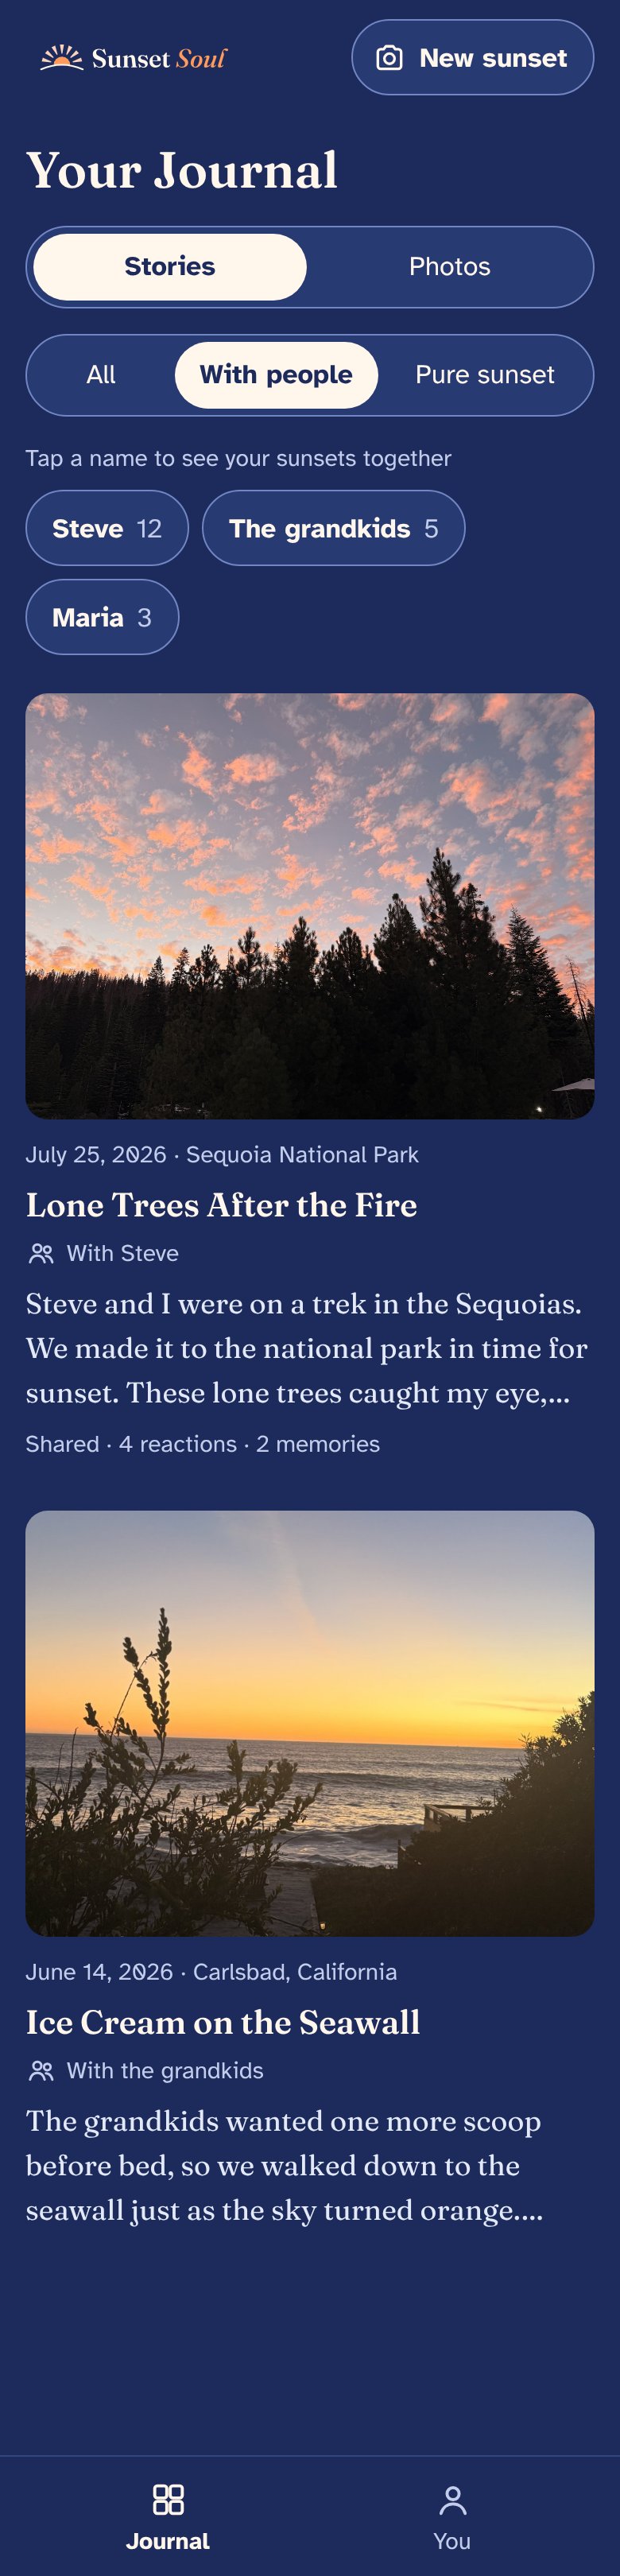 Sunset Soul
New sunset
Your Journal
Stories
Photos
All
With people
Pure sunset
Tap a name to see your sunsets together
Steve 12
The grandkids 5
Maria 3
July 25, 2026 · Sequoia National Park
Lone Trees After the Fire
With Steve
Steve and I were on a trek in the Sequoias.
We made it to the national park in time for
sunset. These lone trees caught my eye,...
Shared · 4 reactions · 2 memories
June 14, 2026 · Carlsbad, California
Ice Cream on the Seawall
With the grandkids
The grandkids wanted one more scoop
before bed, so we walked down to the
seawall just as the sky turned orange....
Journal
You